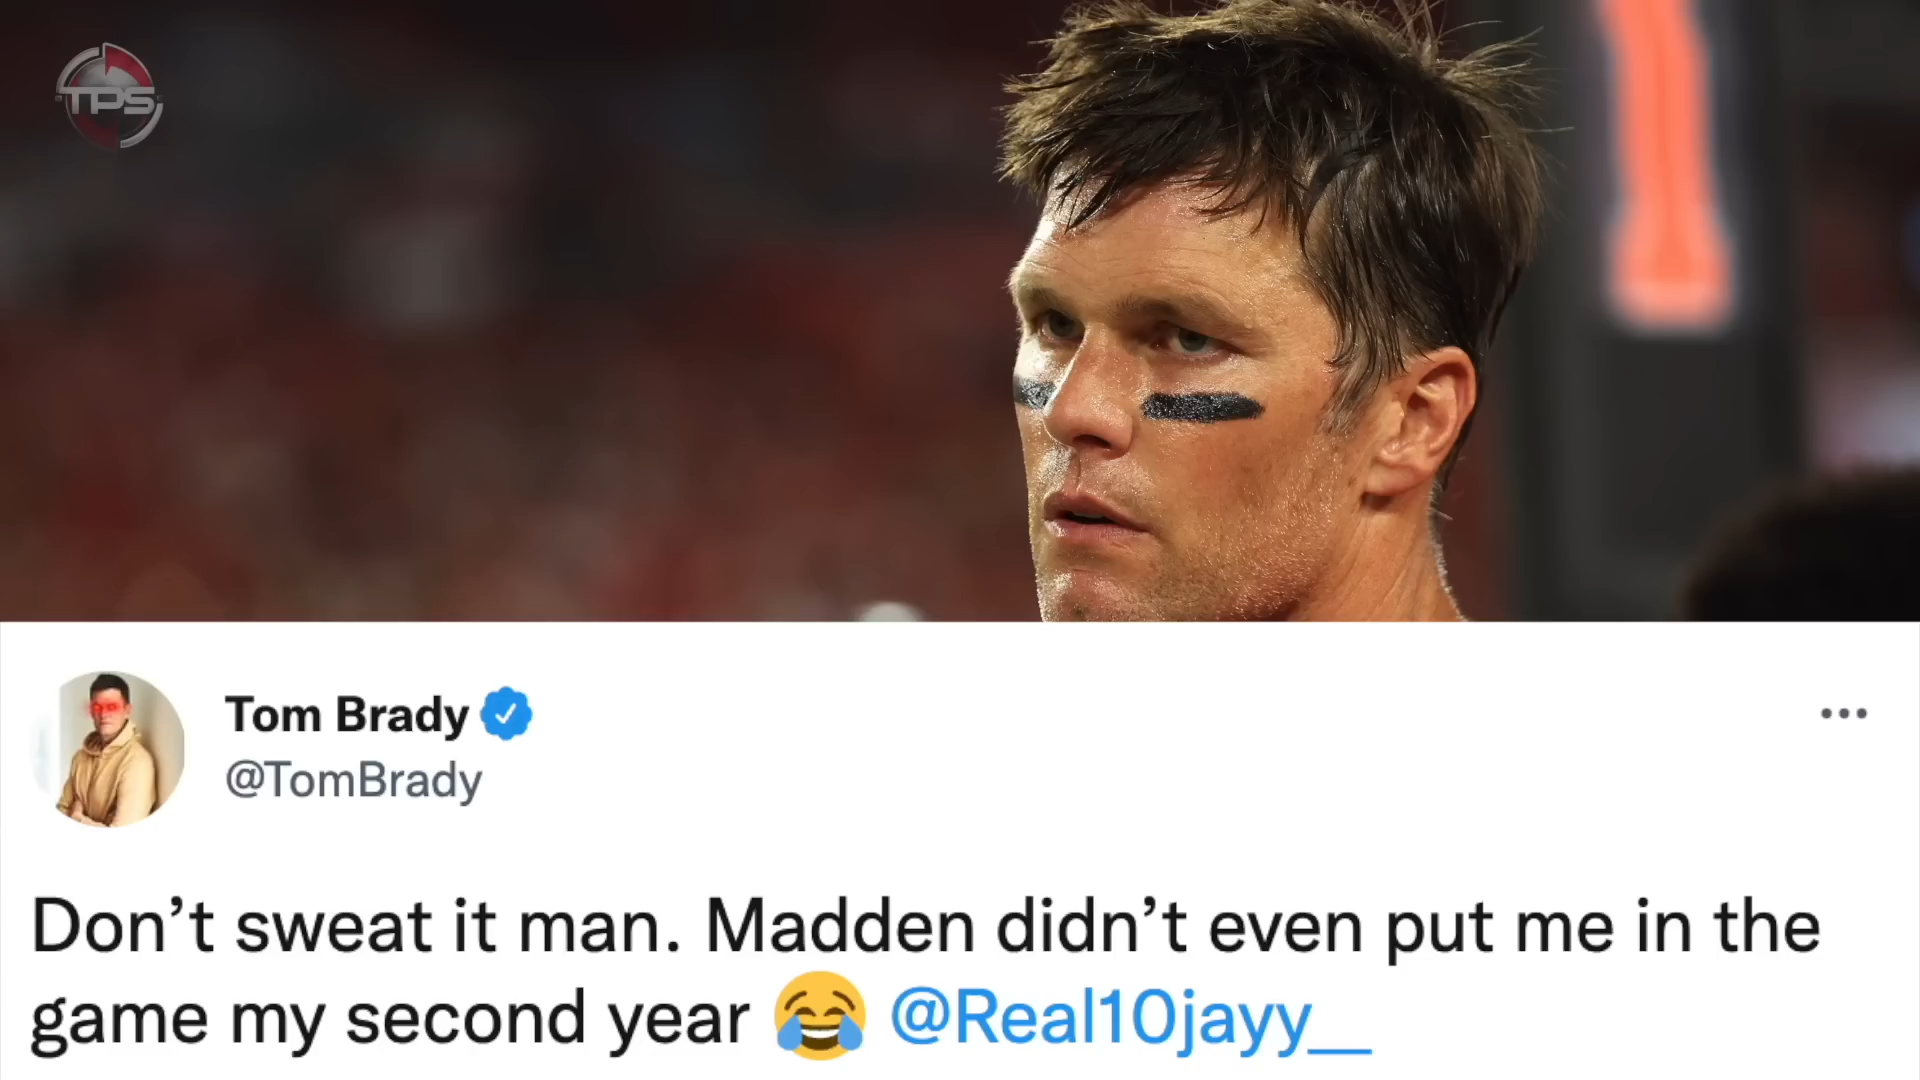 TPS
1
Tom Brady
@TomBrady
Don’t sweat it man. Madden didn’t even put me in the
game my second year 😂 @Real10jayy__